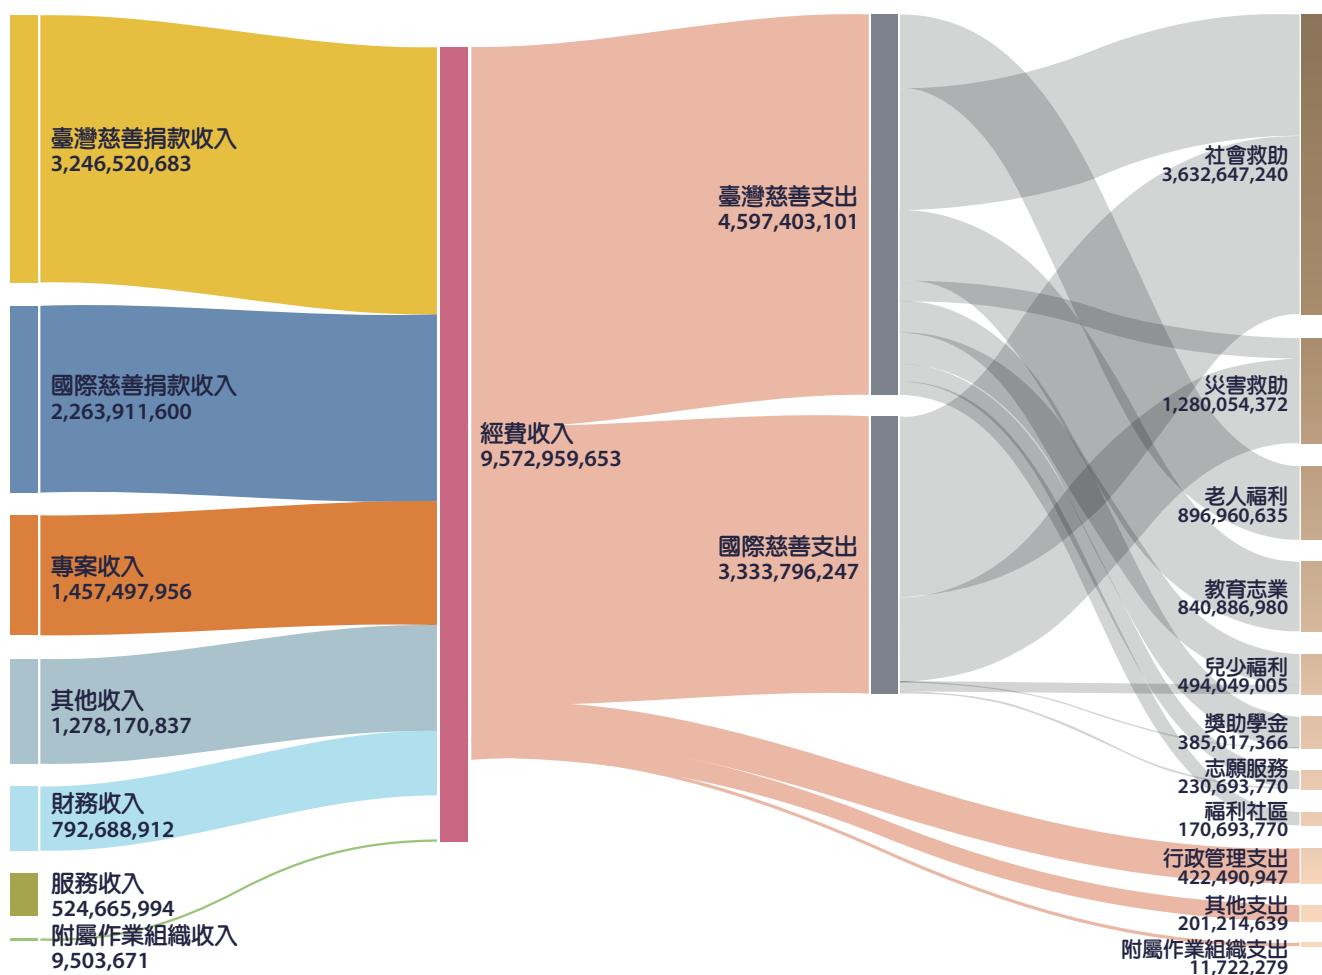 臺灣慈善捐款收入
3,246,520,683
國際慈善捐款收入
2,263,911,600
專案收入
1,457,497,956
其他收入
1,278,170,837
財務收入
792,688,912
服務收入
524,665,994
附屬作業組織收入
9,503,671
經費收入
9,572,959,653
臺灣慈善支出
4,597,403,101
國際慈善支出
3,333,796,247
社會救助
3,632,647,240
災害救助
1,280,054,372
老人福利
896,960,635
教育志業
840,886,980
兒少福利
494,049,005
獎助學金
385,017,366
志願服務
230,693,770
福利社區
170,693,770
行政管理支出
422,490,947
其他支出
201,214,639
附屬作業組織支出
11,722,279